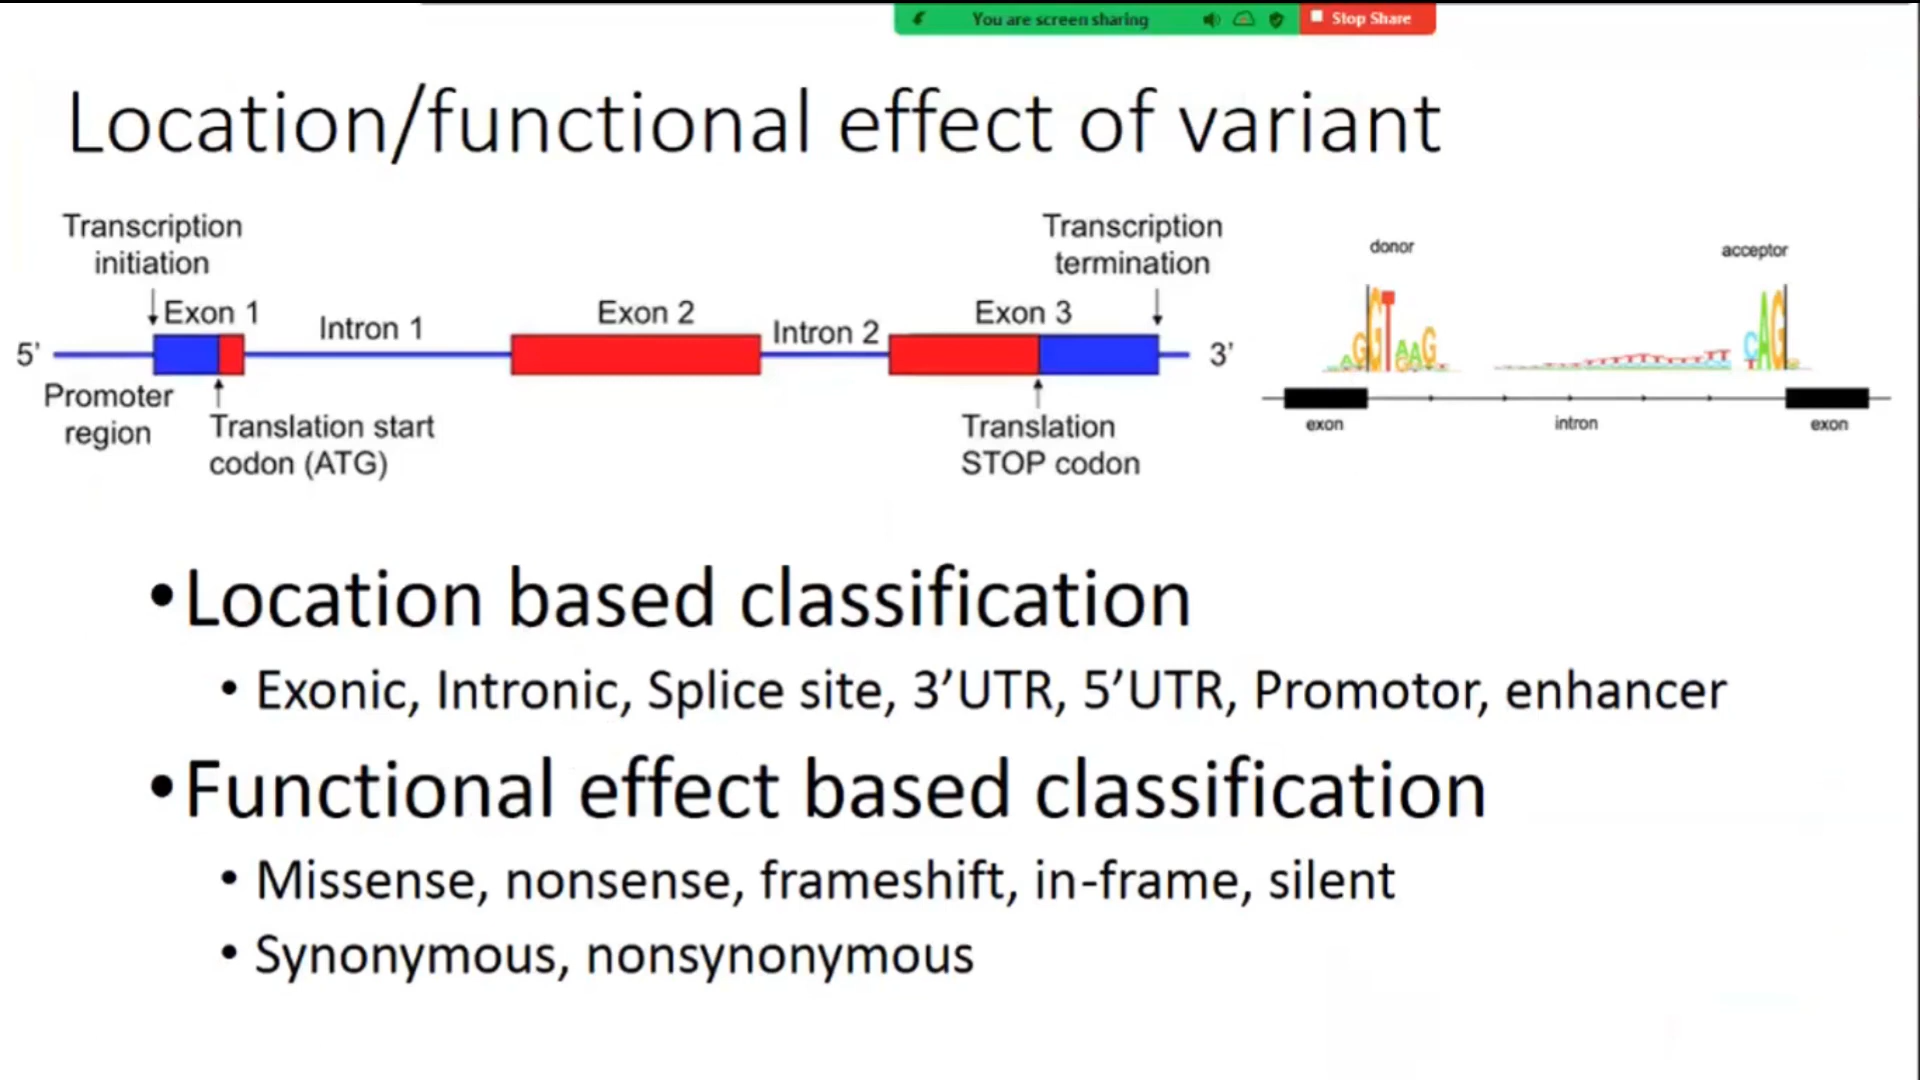 You are screen sharing
Stop Share
Location/functional effect of variant
Transcription
initiation
Transcription
termination
donor
acceptor
Exon 1
Intron 1
Exon 2
Intron 2
Exon 3
5’
3’
Promoter
region
Translation start
codon (ATG)
Translation
STOP codon
exon
intron
exon
•Location based classification
• Exonic, Intronic, Splice site, 3’UTR, 5’UTR, Promotor, enhancer
•Functional effect based classification
• Missense, nonsense, frameshift, in-frame, silent
• Synonymous, nonsynonymous